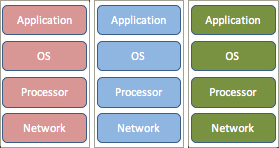 Application Application Application
OS OS OS
Processor Processor Processor
Network Network Network